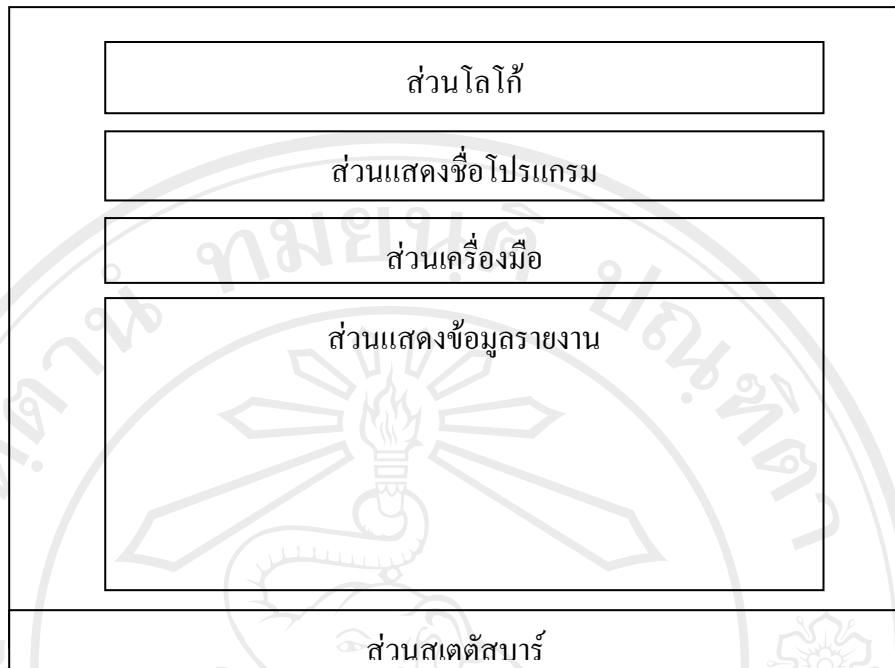 ส่วนโลโก้
ส่วนแสดงชื่อโปรแกรม
ส่วนเครื่องมือ
ส่วนแสดงข้อมูลรายงาน
ส่วนสเตตัสบาร์